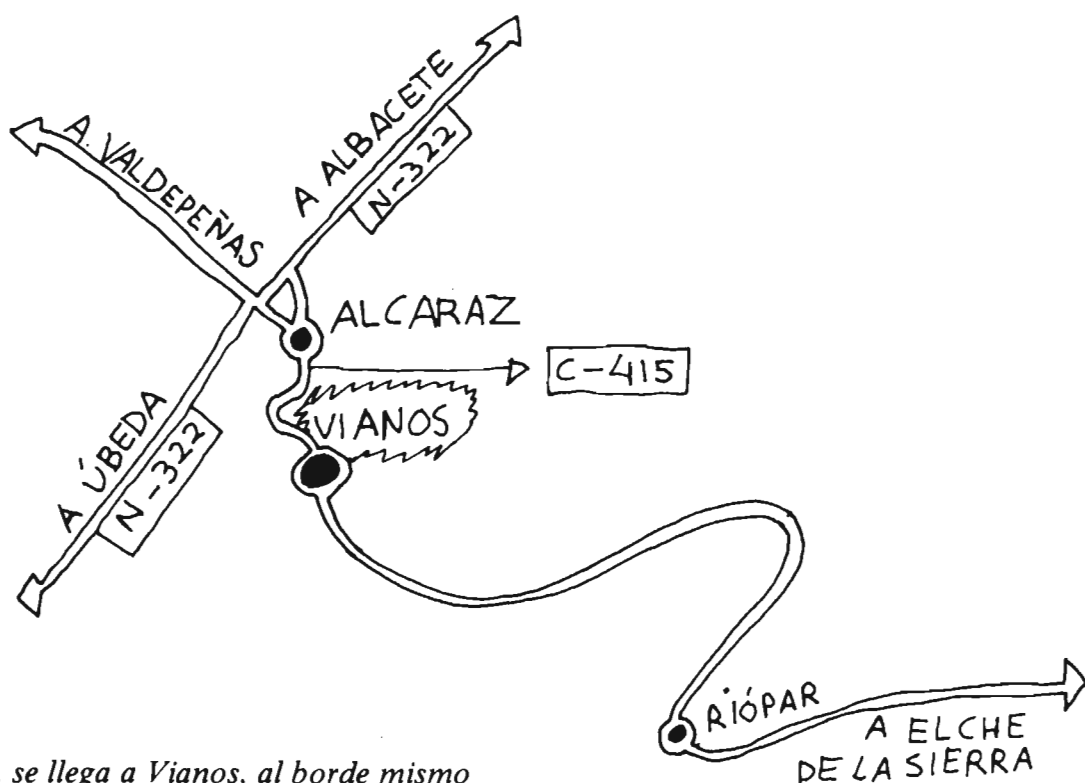 A. VALDEPEÑAS
A ALBACETE
N-322
ALCARAZ
C-415
VIANOS
A ÚBEDA
N-322
RIÓPAR
A ELCHE
DE LA SIERRA
se llega a Vianos, al borde mismo